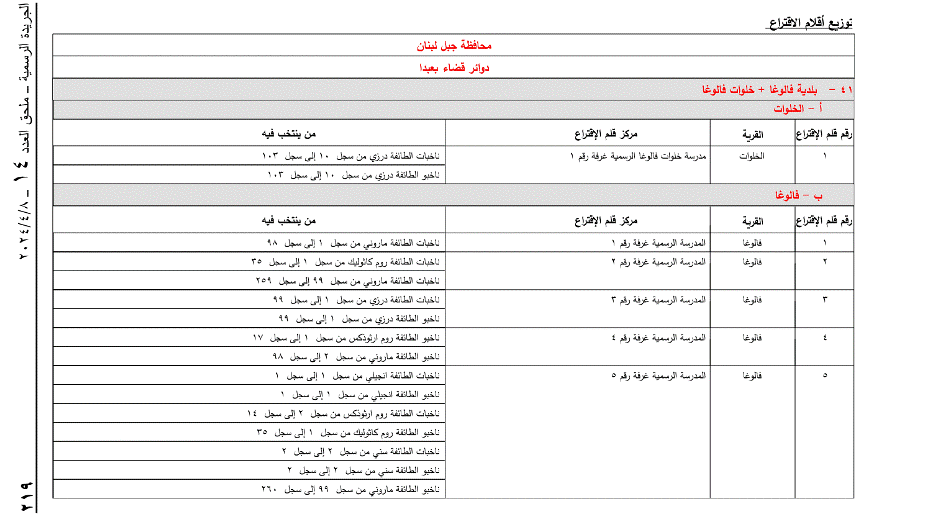 الجريدة الرسمية – ملحق العدد ١٤ – ٢٠٢٤/٤/٨
توزيع أقلام الاقتراع
محافظة جبل لبنان
دوائر قضاء بعبدا
٤١ – بلدية فالوغا + خلوات فالوغا
أ – الخلوات
رقم قلم الإقتراع القرية مركز قلم الإقتراع من ينتخب فيه
١ الخلوات مدرسة خلوات فالوغا الرسمية غرفة رقم ١ ناخبات الطائفة درزي من سجل ١٠ إلى سجل ١٠٣
ناخبو الطائفة درزي من سجل ١٠ إلى سجل ١٠٣
ب – فالوغا
رقم قلم الإقتراع القرية مركز قلم الإقتراع من ينتخب فيه
١ فالوغا المدرسة الرسمية غرفة رقم ١ ناخبات الطائفة ماروني من سجل ١ إلى سجل ٩٨
٢ فالوغا المدرسة الرسمية غرفة رقم ٢ ناخبات الطائفة روم كاثوليك من سجل ١ إلى سجل ٣٥
ناخبات الطائفة ماروني من سجل ٩٩ إلى سجل ٢٥٩
٣ فالوغا المدرسة الرسمية غرفة رقم ٣ ناخبات الطائفة درزي من سجل ١ إلى سجل ٩٩
ناخبو الطائفة درزي من سجل ١ إلى سجل ٩٩
٤ فالوغا المدرسة الرسمية غرفة رقم ٤ ناخبو الطائفة روم ارثوذكس من سجل ١ إلى سجل ١٧
ناخبو الطائفة ماروني من سجل ٢ إلى سجل ٩٨
٥ فالوغا المدرسة الرسمية غرفة رقم ٥ ناخبات الطائفة انجيلي من سجل ١ إلى سجل ١
ناخبو الطائفة انجيلي من سجل ١ إلى سجل ١
ناخبات الطائفة روم ارثوذكس من سجل ٢ إلى سجل ١٤
ناخبو الطائفة روم كاثوليك من سجل ١ إلى سجل ٣٥
ناخبات الطائفة سني من سجل ٢ إلى سجل ٢
ناخبو الطائفة سني من سجل ٢ إلى سجل ٢
ناخبو الطائفة ماروني من سجل ٩٩ إلى سجل ٢٦٠
٢١٩